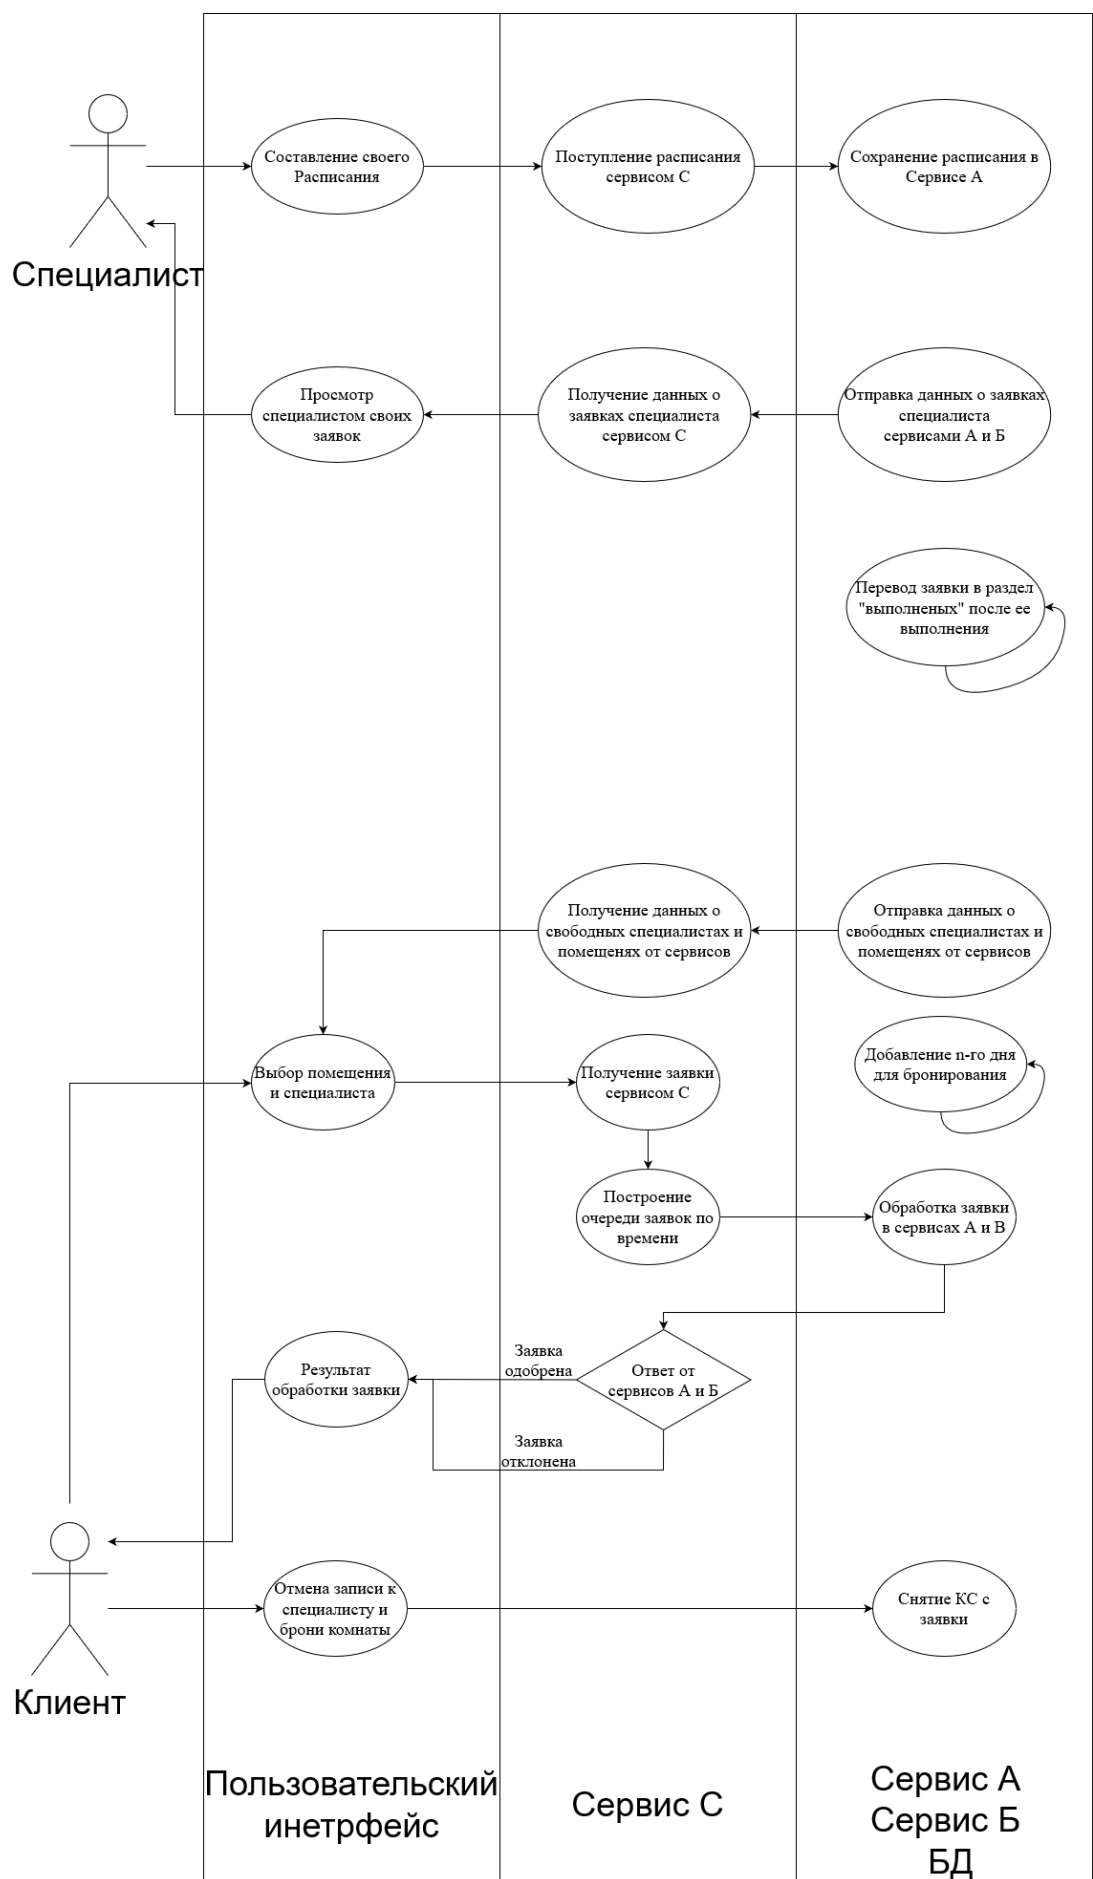 Составление своего
Расписания
Поступление расписания
сервисом С
Сохранение расписания в
Сервисе А
Специалист
Просмотр
специалистом своих
заявок
Получение данных о
заявках специалиста
сервисом С
Отправка данных о заявках
специалиста
сервисами А и Б
Перевод заявки в раздел
"выполненых" после ее
выполнения
Получение данных о
свободных специалистах и
помещенях от сервисов
Отправка данных о
свободных специалистах и
помещенях от сервисов
Выбор помещения
и специалиста
Получение заявки
сервисом С
Добавление n-го дня
для бронирования
Построение
очереди заявок по
времени
Обработка заявки
в сервисах А и В
Результат
обработки заявки
Заявка
одобрена
Ответ от
сервисов А и Б
Заявка
отклонена
Отмена записи к
специалисту и
брони комнаты
Снятие КС с
заявки
Клиент
Пользовательский
инетрфейс
Сервис С
Сервис А
Сервис Б
БД